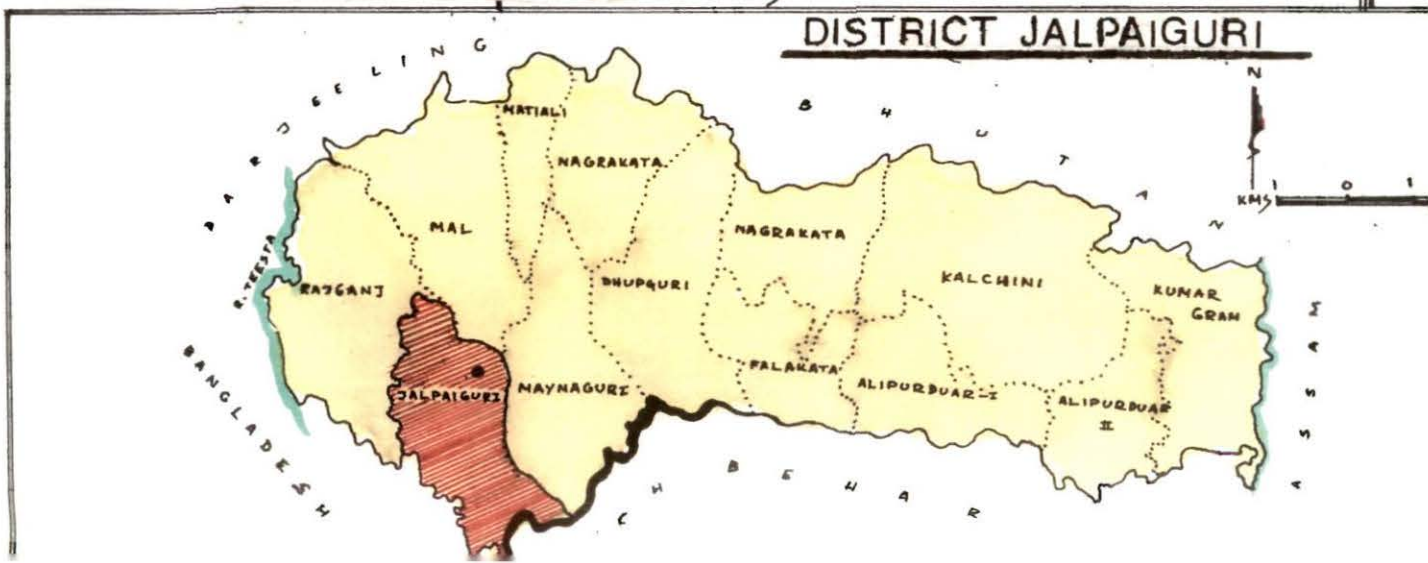 DISTRICT JALPAIGURI
DARJEELING
BHUTAN
N
KMS 1 0 1
MATIALI
NAGRAKATA
MAL
NAGRAKATA
R. TEESTA
RAJGANJ
DHUPGURI
KALCHINI
KUMAR
GRAM
ASSAM
BANGLADESH
JALPAIGURI
MAYNAGURI
FALAKATA
ALIPURDUAR-I
ALIPURDUAR
II
CH BEHAR